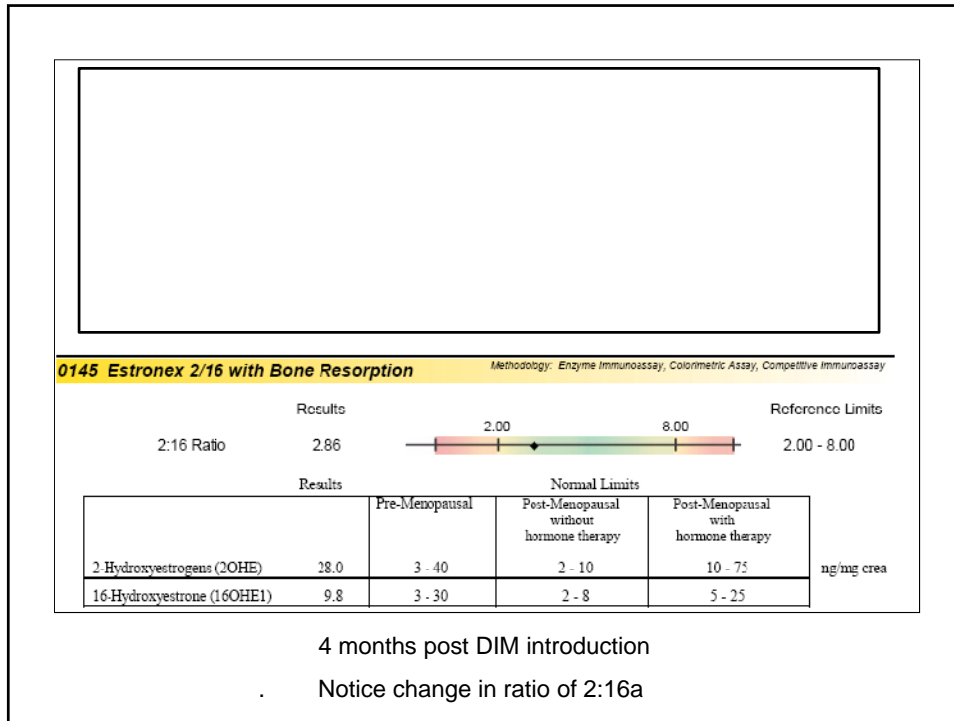 0145 Estronex 2/16 with Bone Resorption Methodology: Enzyme Immunoassay, Colorimetric Assay, Competitive Immunoassay
Results Reference Limits
2.00 8.00
2:16 Ratio 2.86 2.00 - 8.00
Results Normal Limits
Pre-Menopausal Post-Menopausal Post-Menopausal
without with
hormone therapy hormone therapy
2-Hydroxyestrogens (2OHE) 28.0 3 - 40 2 - 10 10 - 75 ng/mg crea
16-Hydroxyestrone (16OHE1) 9.8 3 - 30 2 - 8 5 - 25
4 months post DIM introduction
. Notice change in ratio of 2:16a